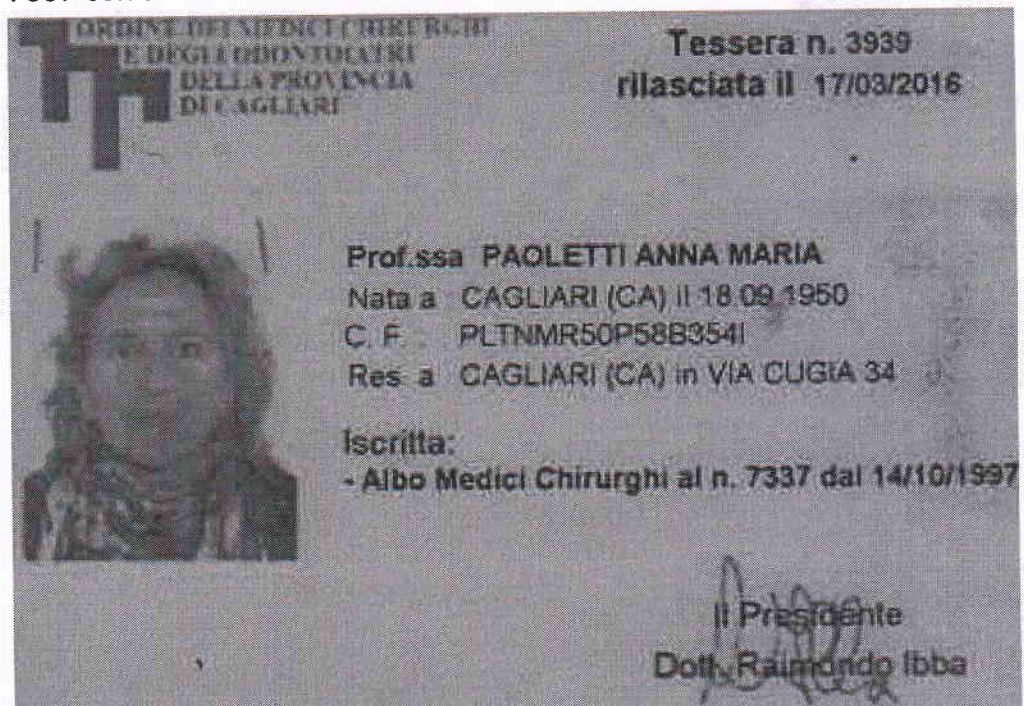 ORDINE DEI MEDICI CHIRURGHI
E DEGLI ODONTOIATRI
DELLA PROVINCIA
DI CAGLIARI
Tessera n. 3939
rilasciata il 17/03/2016
Prof.ssa PAOLETTI ANNA MARIA
Nata a CAGLIARI (CA) il 18.09.1950
C. F. PLTNMR50P58B354I
Res a CAGLIARI (CA) in VIA CUGIA 34
Iscritta:
- Albo Medici Chirurghi al n. 7337 dal 14/10/1997
Il Presidente
Dott. Raimondo Ibba